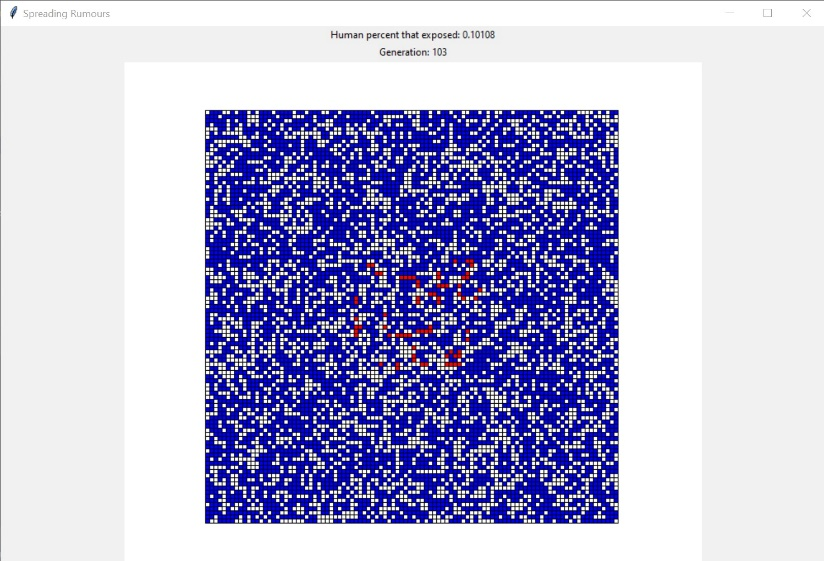 Spreading Rumours
Human percent that exposed: 0.10108
Generation: 103